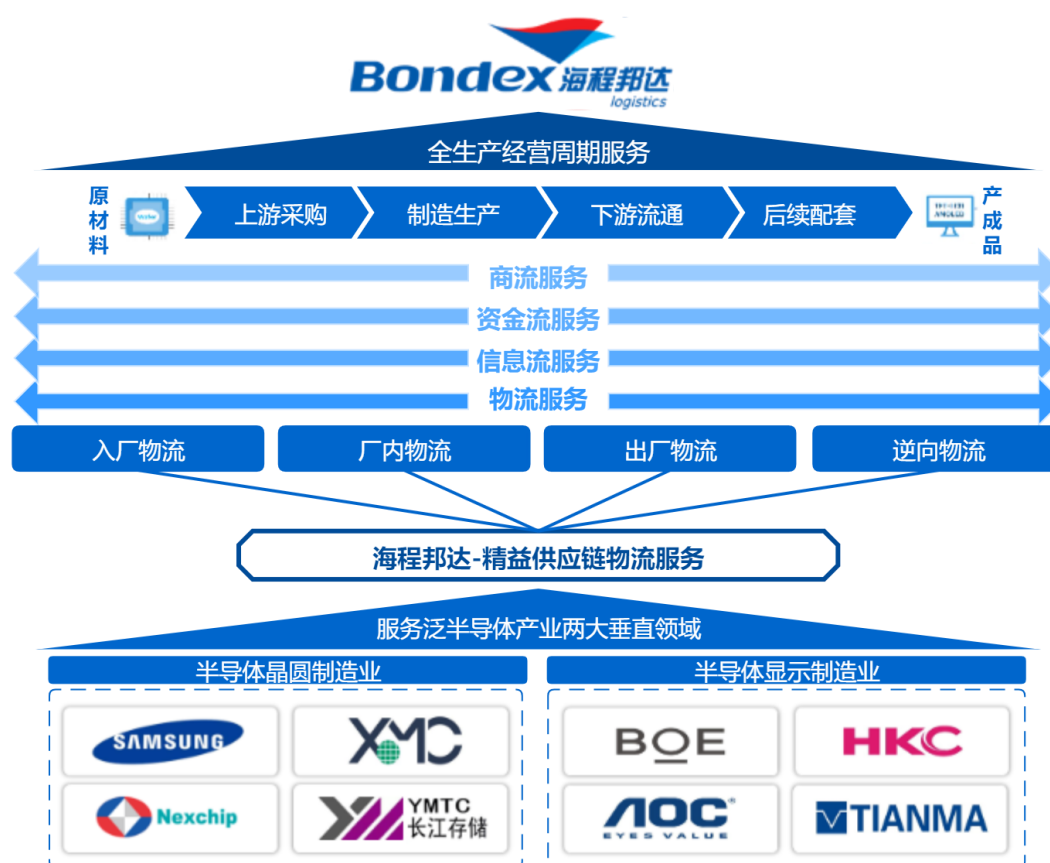 Bondex 海程邦达
logistics
全生产经营周期服务
原材料
Wafer
上游采购
制造生产
下游流通
后续配套
产成品
商流服务
资金流服务
信息流服务
物流服务
入厂物流
厂内物流
出厂物流
逆向物流
海程邦达-精益供应链物流服务
服务泛半导体产业两大垂直领域
半导体晶圆制造业
半导体显示制造业
SAMSUNG
XMC
BOE
HKC
Nexchip
YMTC
长江存储
AOC
EYES VALUE
TIANMA